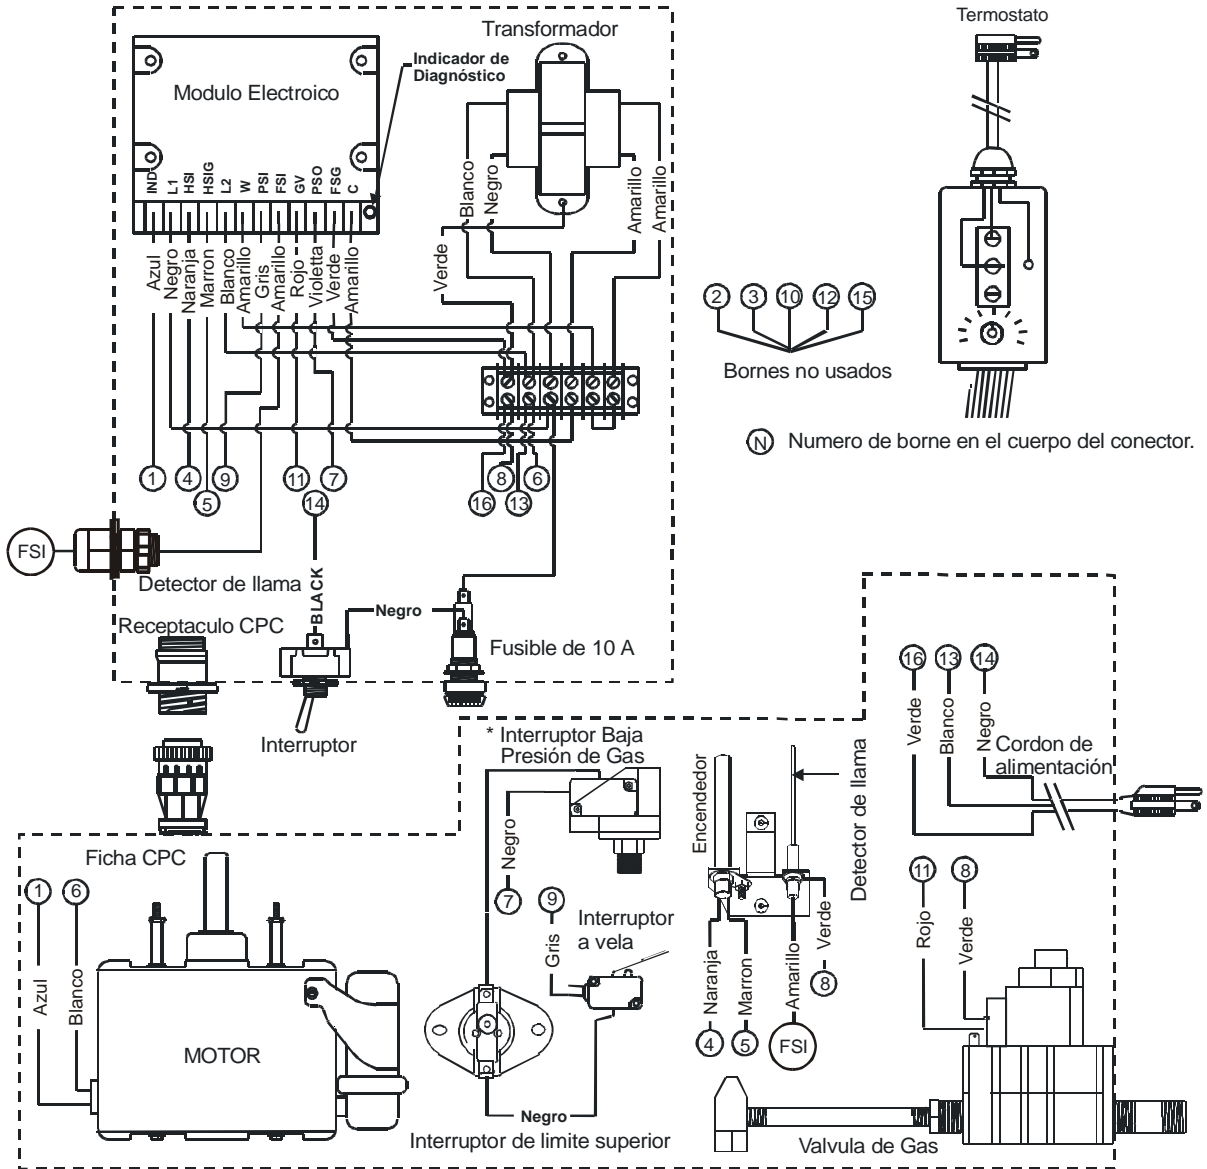 Transformador
Termostato
Indicador de
Diagnóstico
Modulo Electroico
IND
L1
HSI
HSIG
L2
W
PSI
FSI
GV
PSO
FSG
C
Azul
Negro
Naranja
Marron
Blanco
Amarillo
Gris
Amarillo
Rojo
Violetta
Verde
Amarillo
Verde
Blanco
Negro
Amarillo
Amarillo
2
3
10
12
15
Bornes no usados
N Numero de borne en el cuerpo del conector.
1
4
5
9
11
14
7
16
8
13
6
FSI
Detector de llama
BLACK
Negro
Receptaculo CPC
Fusible de 10 A
Interruptor
16
13
14
Verde
Blanco
Negro
Cordon de
alimentación
* Interruptor Baja
Presión de Gas
Negro
7
Encendedor
Detector de llama
Ficha CPC
1
6
Azul
Blanco
MOTOR
9
Gris
Interruptor
a vela
Naranja
Marron
Amarillo
Verde
8
4
5
FSI
11
8
Rojo
Verde
Negro
Interruptor de limite superior
Valvula de Gas